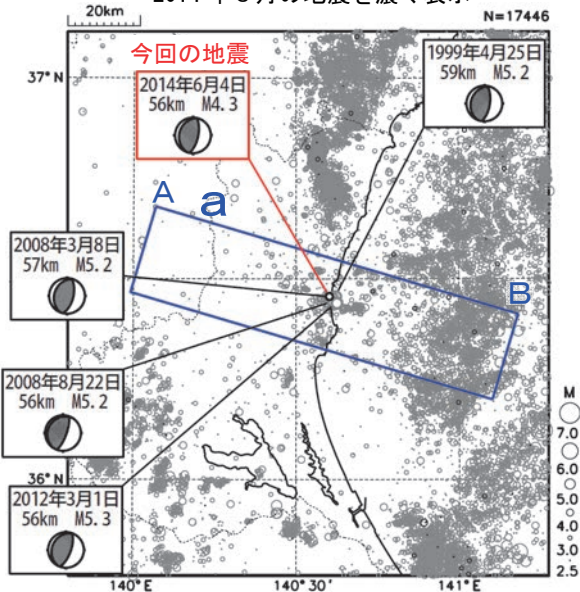 20km
N=17446
37°N
今回の地震
2014年6月4日
56km M4.3
1999年4月25日
59km M5.2
A
a
2008年3月8日
57km M5.2
B
2008年8月22日
56km M5.2
M
7.0
6.0
5.0
4.0
3.0
2.5
36°N
2012年3月1日
56km M5.3
140°E
140°30'
141°E